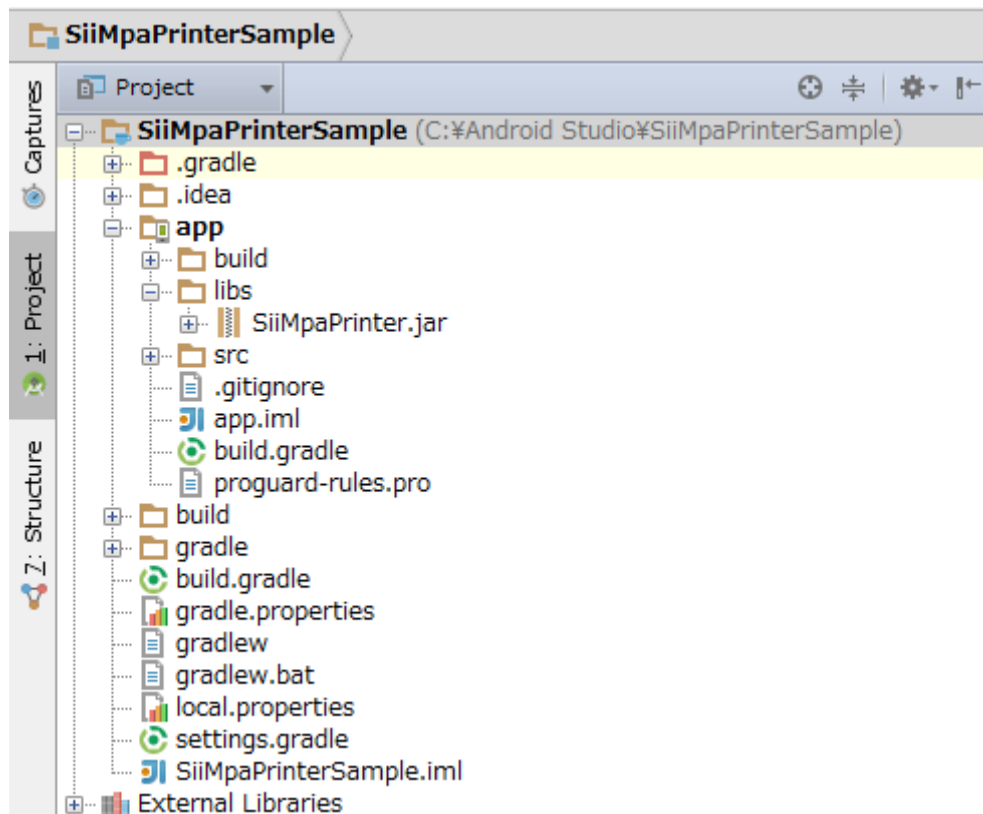 SiiMpaPrinterSample
Captures
1: Project
7: Structure
Project
SiiMpaPrinterSample (C:¥Android Studio¥SiiMpaPrinterSample)
.gradle
.idea
app
build
libs
SiiMpaPrinter.jar
src
.gitignore
app.iml
build.gradle
proguard-rules.pro
build
gradle
build.gradle
gradle.properties
gradlew
gradlew.bat
local.properties
settings.gradle
SiiMpaPrinterSample.iml
External Libraries